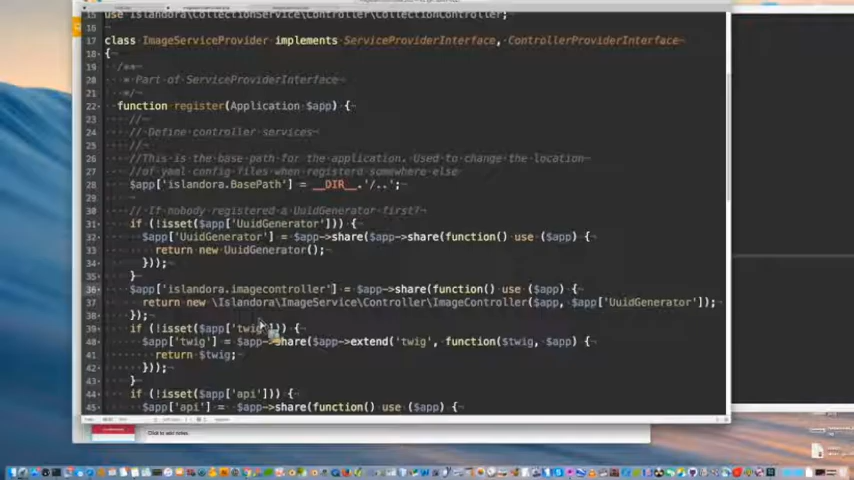 15 use Islandora\CollectionService\Controller\CollectionController;
16
17 class ImageServiceProvider implements ServiceProviderInterface, ControllerProviderInterface
18 {
19 /**
20 * Part of ServiceProviderInterface
21 */
22 function register(Application $app) {
23 //
24 // Define controller services
25 //
26 //This is the base path for the application. Used to change the location
27 //of yaml config files when registered somewhere else
28 $app['islandora.BasePath'] = __DIR__.'/..';
29
30 // If nobody registered a UuidGenerator first?
31 if (!isset($app['UuidGenerator'])) {
32 $app['UuidGenerator'] = $app->share($app->share(function() use ($app) {
33 return new UuidGenerator();
34 }));
35 }
36 $app['islandora.imagecontroller'] = $app->share(function() use ($app) {
37 return new \Islandora\ImageService\Controller\ImageController($app, $app['UuidGenerator']);
38 });
39 if (!isset($app['twig'])) {
40 $app['twig'] = $app->share($app->extend('twig', function($twig, $app) {
41 return $twig;
42 }));
43 }
44 if (!isset($app['api'])) {
45 $app['api'] = $app->share(function() use ($app) {
Click to add notes